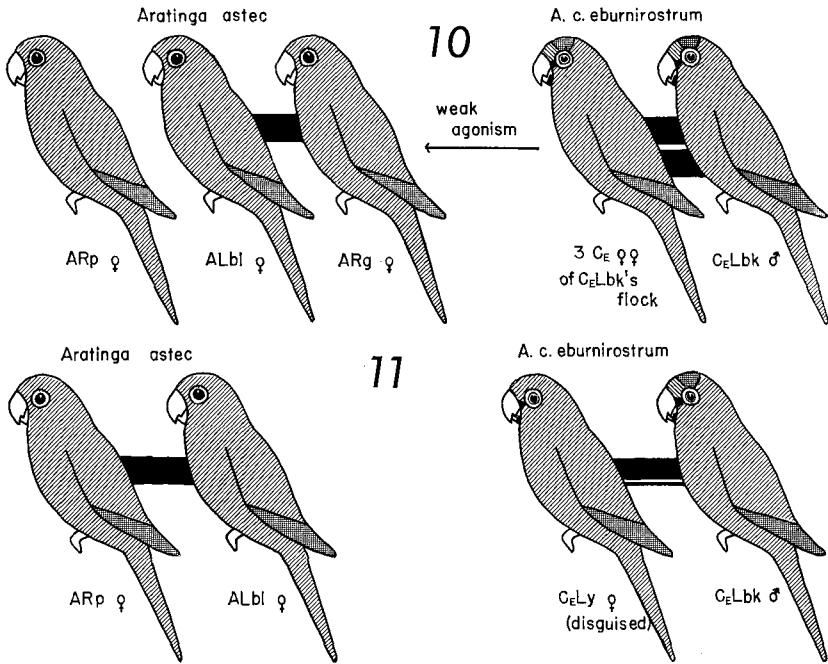 Aratinga astec
10
A. c. eburnirostrum
weak
agonism
ARp ♀
ALbl ♀
ARg ♀
3 CE ♀♀
of CELbk's
flock
CELbk ♂
Aratinga astec
11
A. c. eburnirostrum
ARp ♀
ALbl ♀
CELy ♀
(disguised)
CELbk ♂